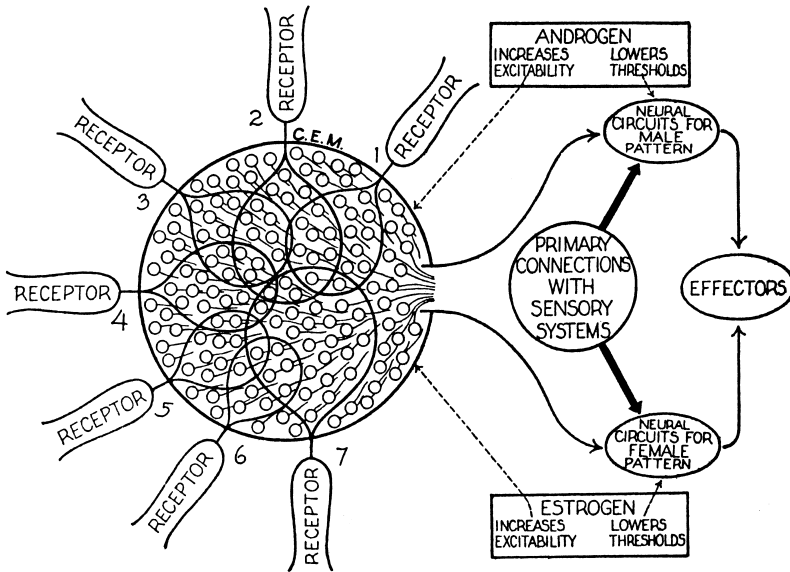 RECEPTOR
2
C.E.M.
1
RECEPTOR
RECEPTOR
3
RECEPTOR
4
RECEPTOR
5
RECEPTOR
6
RECEPTOR
7
ANDROGEN
INCREASES LOWERS
EXCITABILITY THRESHOLDS
NEURAL
CIRCUITS FOR
MALE
PATTERN
PRIMARY
CONNECTIONS
WITH
SENSORY
SYSTEMS
EFFECTORS
NEURAL
CIRCUITS FOR
FEMALE
PATTERN
ESTROGEN
INCREASES LOWERS
EXCITABILITY THRESHOLDS